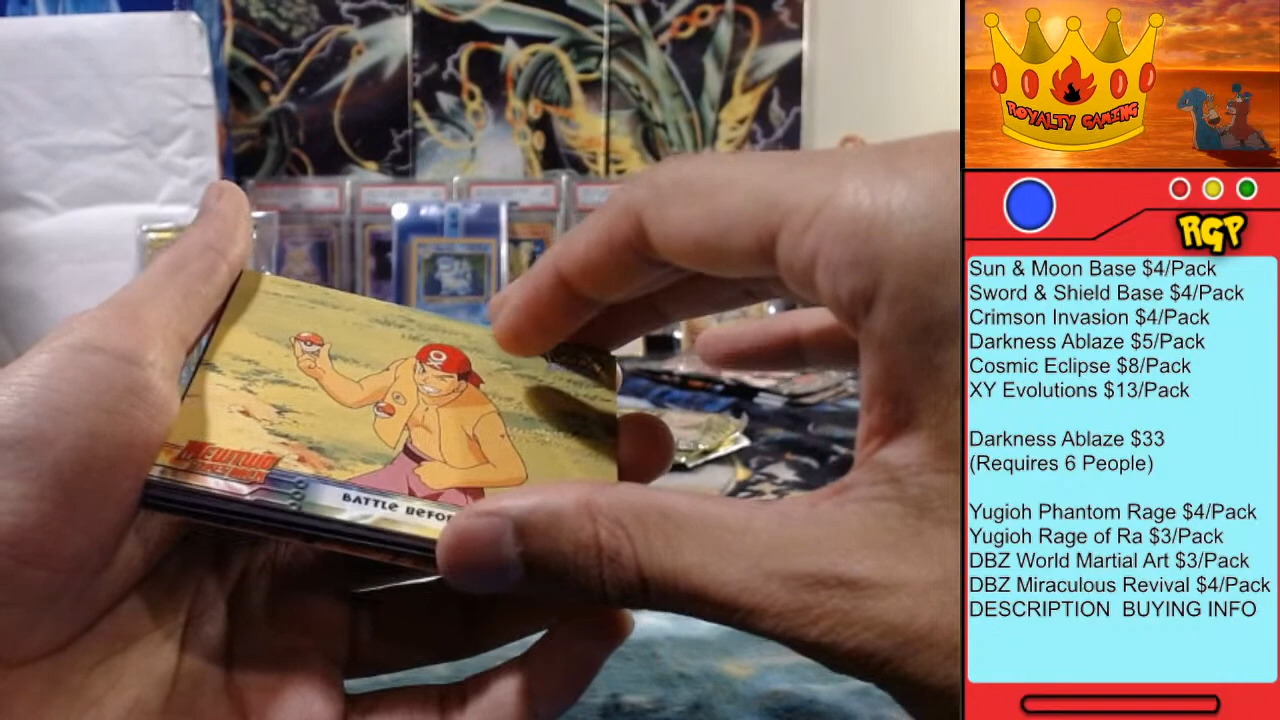 ROYALTY GAMING
RGP
Sun & Moon Base $4/Pack
Sword & Shield Base $4/Pack
Crimson Invasion $4/Pack
Darkness Ablaze $5/Pack
Cosmic Eclipse $8/Pack
XY Evolutions $13/Pack
Darkness Ablaze $33
(Requires 6 People)
Yugioh Phantom Rage $4/Pack
Yugioh Rage of Ra $3/Pack
DBZ World Martial Art $3/Pack
DBZ Miraculous Revival $4/Pack
DESCRIPTION BUYING INFO
MEWTWO
BATTLE BEFOR